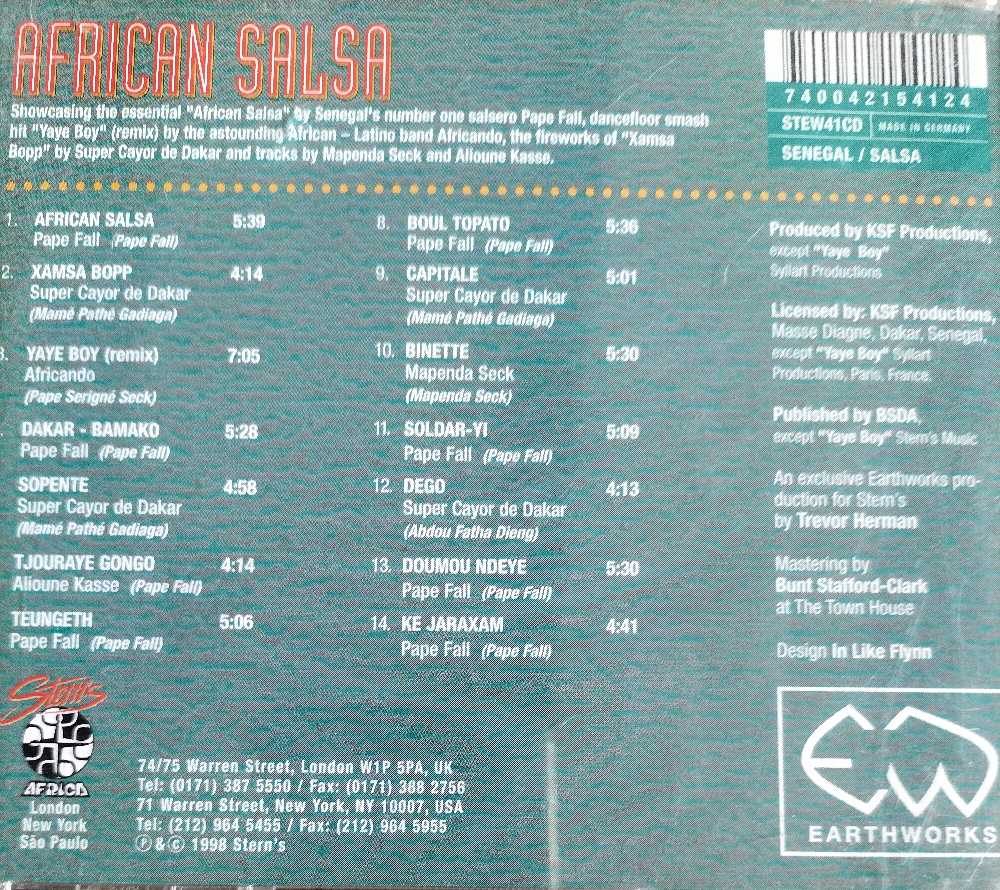 AFRICAN SALSA
Showcasing the essential "African Salsa" by Senegal's number one salsero Pape Fall, dancefloor smash
hit "Yaye Boy" (remix) by the astounding African – Latino band Africando, the fireworks of "Xamsa
Bopp" by Super Cayor de Dakar and tracks by Mapenda Seck and Alioune Kasse.
740042154124
STEW41CD MADE IN GERMANY
SENEGAL / SALSA
1. AFRICAN SALSA 5:39
Pape Fall (Pape Fall)
2. XAMSA BOPP 4:14
Super Cayor de Dakar
(Mamé Pathé Gadiaga)
3. YAYE BOY (remix) 7:05
Africando
(Pape Serigné Seck)
DAKAR - BAMAKO 5:28
Pape Fall (Pape Fall)
SOPENTE 4:58
Super Cayor de Dakar
(Mamé Pathé Gadiaga)
TJOURAYE GONGO 4:14
Alioune Kasse (Pape Fall)
TEUNGETH 5:06
Pape Fall (Pape Fall)
8. BOUL TOPATO 5:36
Pape Fall (Pape Fall)
9. CAPITALE 5:01
Super Cayor de Dakar
(Mamé Pathé Gadiaga)
10. BINETTE 5:30
Mapenda Seck
(Mapenda Seck)
11. SOLDAR-YI 5:09
Pape Fall (Pape Fall)
12. DEGO 4:13
Super Cayor de Dakar
(Abdou Fatha Dieng)
13. DOUMOU NDEYE 5:30
Pape Fall (Pape Fall)
14. KE JARAXAM 4:41
Pape Fall (Pape Fall)
Produced by KSF Productions,
except "Yaye Boy"
Syllart Productions
Licensed by: KSF Productions,
Masse Diagne, Dakar, Senegal,
except "Yaye Boy" Syllart
Productions, Paris, France.
Published by BSDA,
except "Yaye Boy" Stern's Music
An exclusive Earthworks pro-
duction for Stern's
by Trevor Herman
Mastering by
Bunt Stafford-Clark
at The Town House
Design In Like Flynn
Stern's
AFRICA
London
New York
São Paulo
74/75 Warren Street, London W1P 5PA, UK
Tel: (0171) 387 5550 / Fax: (0171) 388 2756
71 Warren Street, New York, NY 10007, USA
Tel: (212) 964 5455 / Fax: (212) 964 5955
℗ & © 1998 Stern's
EW
EARTHWORKS